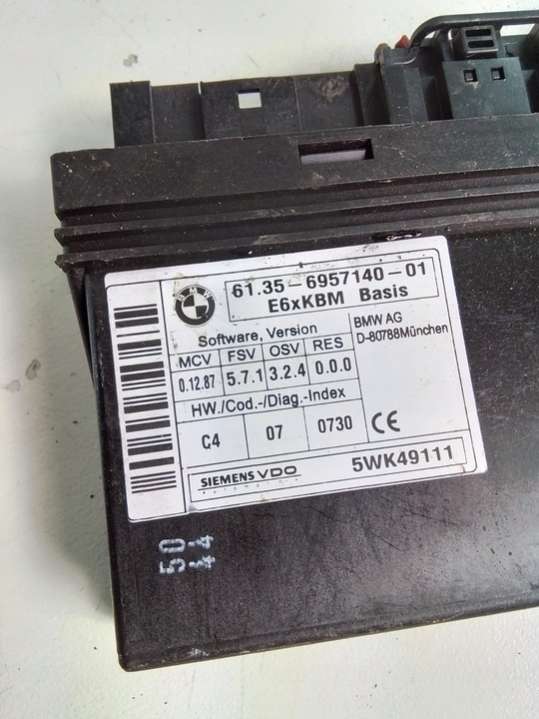 61.35-6957140-01
E6xKBM Basis
Software, Version
MCV FSV OSV RES
0.12.87 5.7.1 3.2.4 0.0.0
HW./Cod.-/Diag.-Index
C4 07 0730
BMW AG
D-80788München
CE
SIEMENS VDO
Automotive
5WK49111
50
44